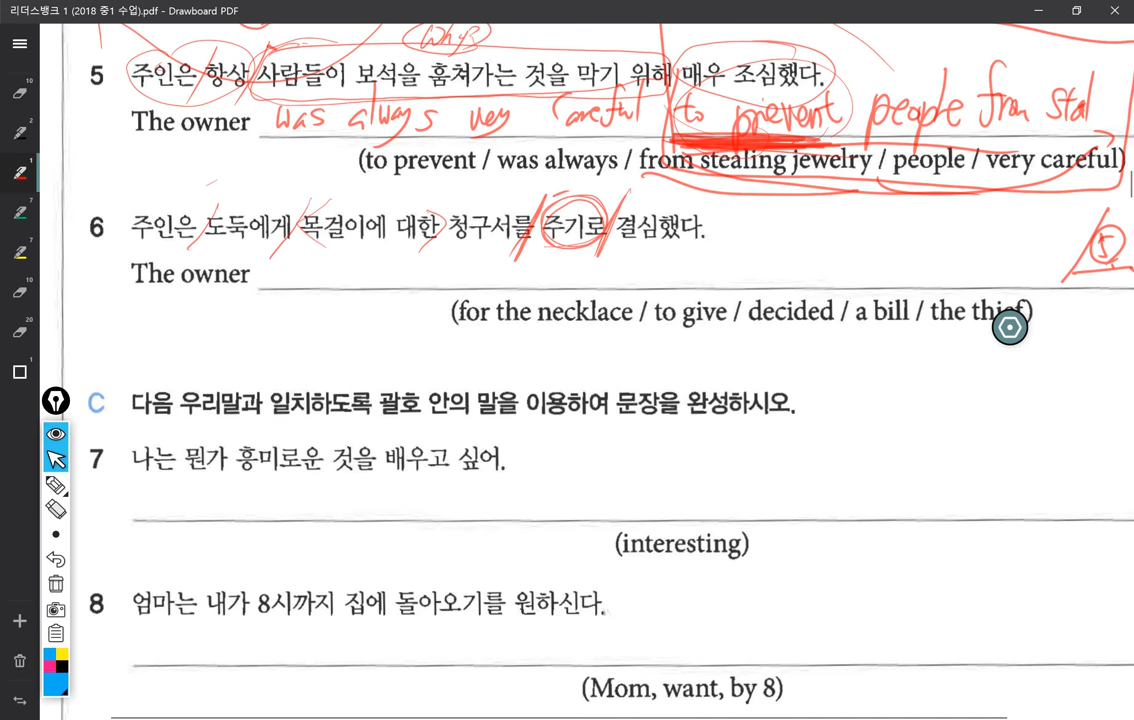 리더스뱅크 1 (2018 중1 수업).pdf - Drawboard PDF
(Why?)
5 주인은 항상 사람들이 보석을 훔쳐가는 것을 막기 위해 매우 조심했다.
The owner was always very careful to prevent people from steal
(to prevent / was always / from stealing jewelry / people / very careful)
6 주인은 도둑에게 목걸이에 대한 청구서를 주기로 결심했다.
5
The owner
(for the necklace / to give / decided / a bill / the thief)
C 다음 우리말과 일치하도록 괄호 안의 말을 이용하여 문장을 완성하시오.
7 나는 뭔가 흥미로운 것을 배우고 싶어.
(interesting)
8 엄마는 내가 8시까지 집에 돌아오기를 원하신다.
(Mom, want, by 8)
10
2
1
7
7
10
20
1